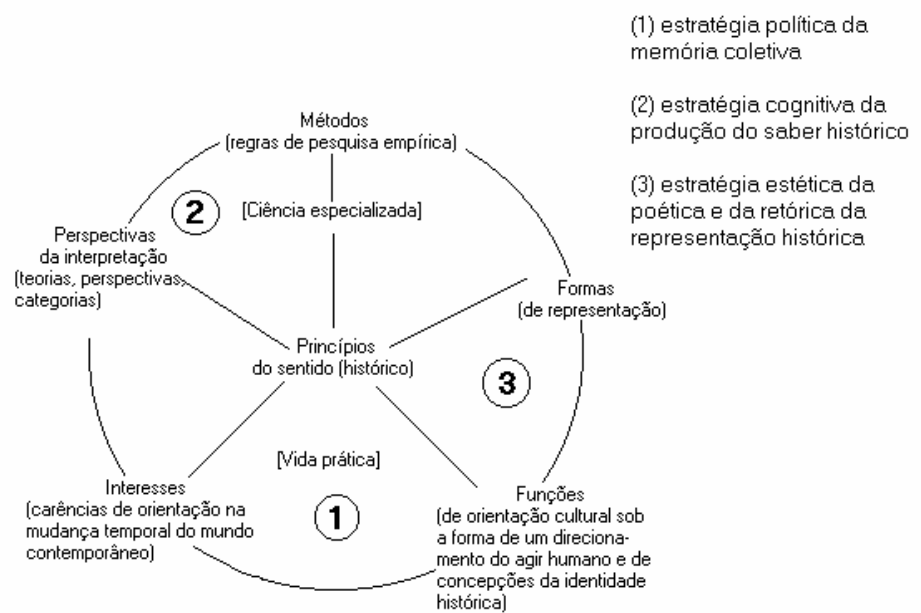 (1) estratégia política da
memória coletiva
(2) estratégia cognitiva da
produção do saber histórico
(3) estratégia estética da
poética e da retórica da
representação histórica
Métodos
(regras de pesquisa empírica)
2
[Ciência especializada]
Perspectivas
da interpretação
(teorias, perspectivas,
categorias)
Formas
(de representação)
Princípios
do sentido (histórico)
3
[Vida prática]
1
Interesses
(carências de orientação na
mudança temporal do mundo
contemporâneo)
Funções
(de orientação cultural sob
a forma de um direciona-
mento do agir humano e de
concepções da identidade
histórica)